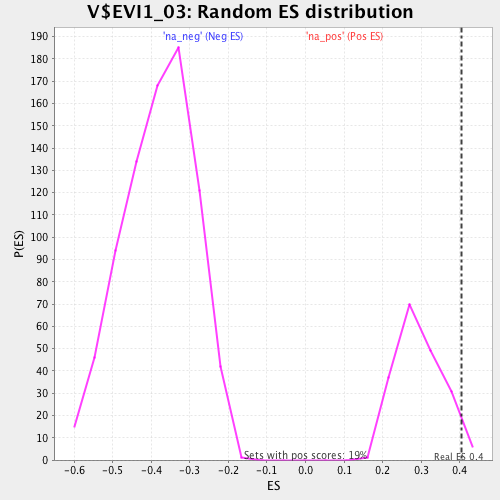 V$EVI1_03: Random ES distribution
'na_neg' (Neg ES) 'na_pos' (Pos ES)
190
180
170
160
150
140
130
120
110
100
90
80
70
60
50
40
30
20
10
0
P(ES)
Sets with pos scores: 19%
Real ES 0.4
-0.6 -0.5 -0.4 -0.3 -0.2 -0.1 0.0 0.1 0.2 0.3 0.4
ES